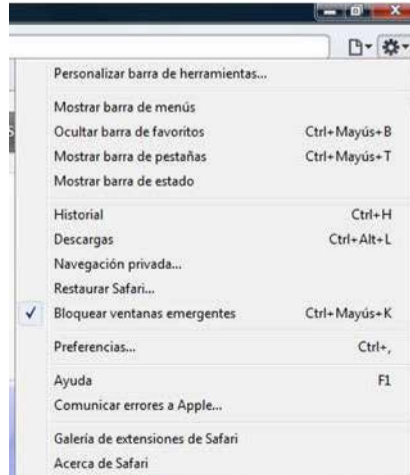 Personalizar barra de herramientas...
Mostrar barra de menús
Ocultar barra de favoritos Ctrl+Mayús+B
Mostrar barra de pestañas Ctrl+Mayús+T
Mostrar barra de estado
Historial Ctrl+H
Descargas Ctrl+Alt+L
Navegación privada...
Restaurar Safari...
Bloquear ventanas emergentes Ctrl+Mayús+K
Preferencias... Ctrl+,
Ayuda F1
Comunicar errores a Apple...
Galería de extensiones de Safari
Acerca de Safari